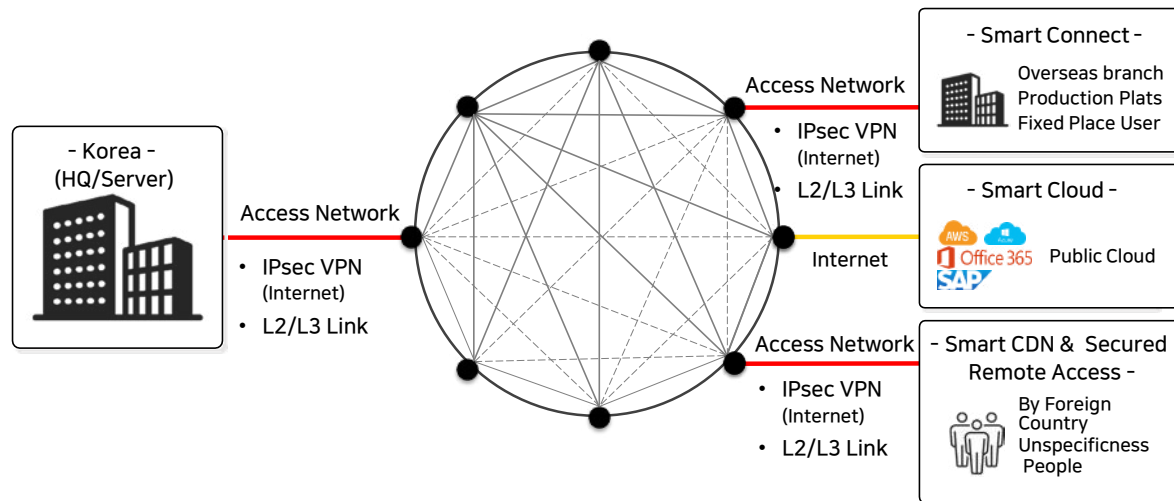 - Korea -
(HQ/Server)
Access Network
• IPsec VPN
(Internet)
• L2/L3 Link
Access Network
• IPsec VPN
(Internet)
• L2/L3 Link
Internet
Access Network
• IPsec VPN
(Internet)
• L2/L3 Link
- Smart Connect -
Overseas branch
Production Plats
Fixed Place User
- Smart Cloud -
AWS
Azure
Office 365
SAP
Public Cloud
- Smart CDN & Secured
Remote Access -
By Foreign
Country
Unspecificness
People